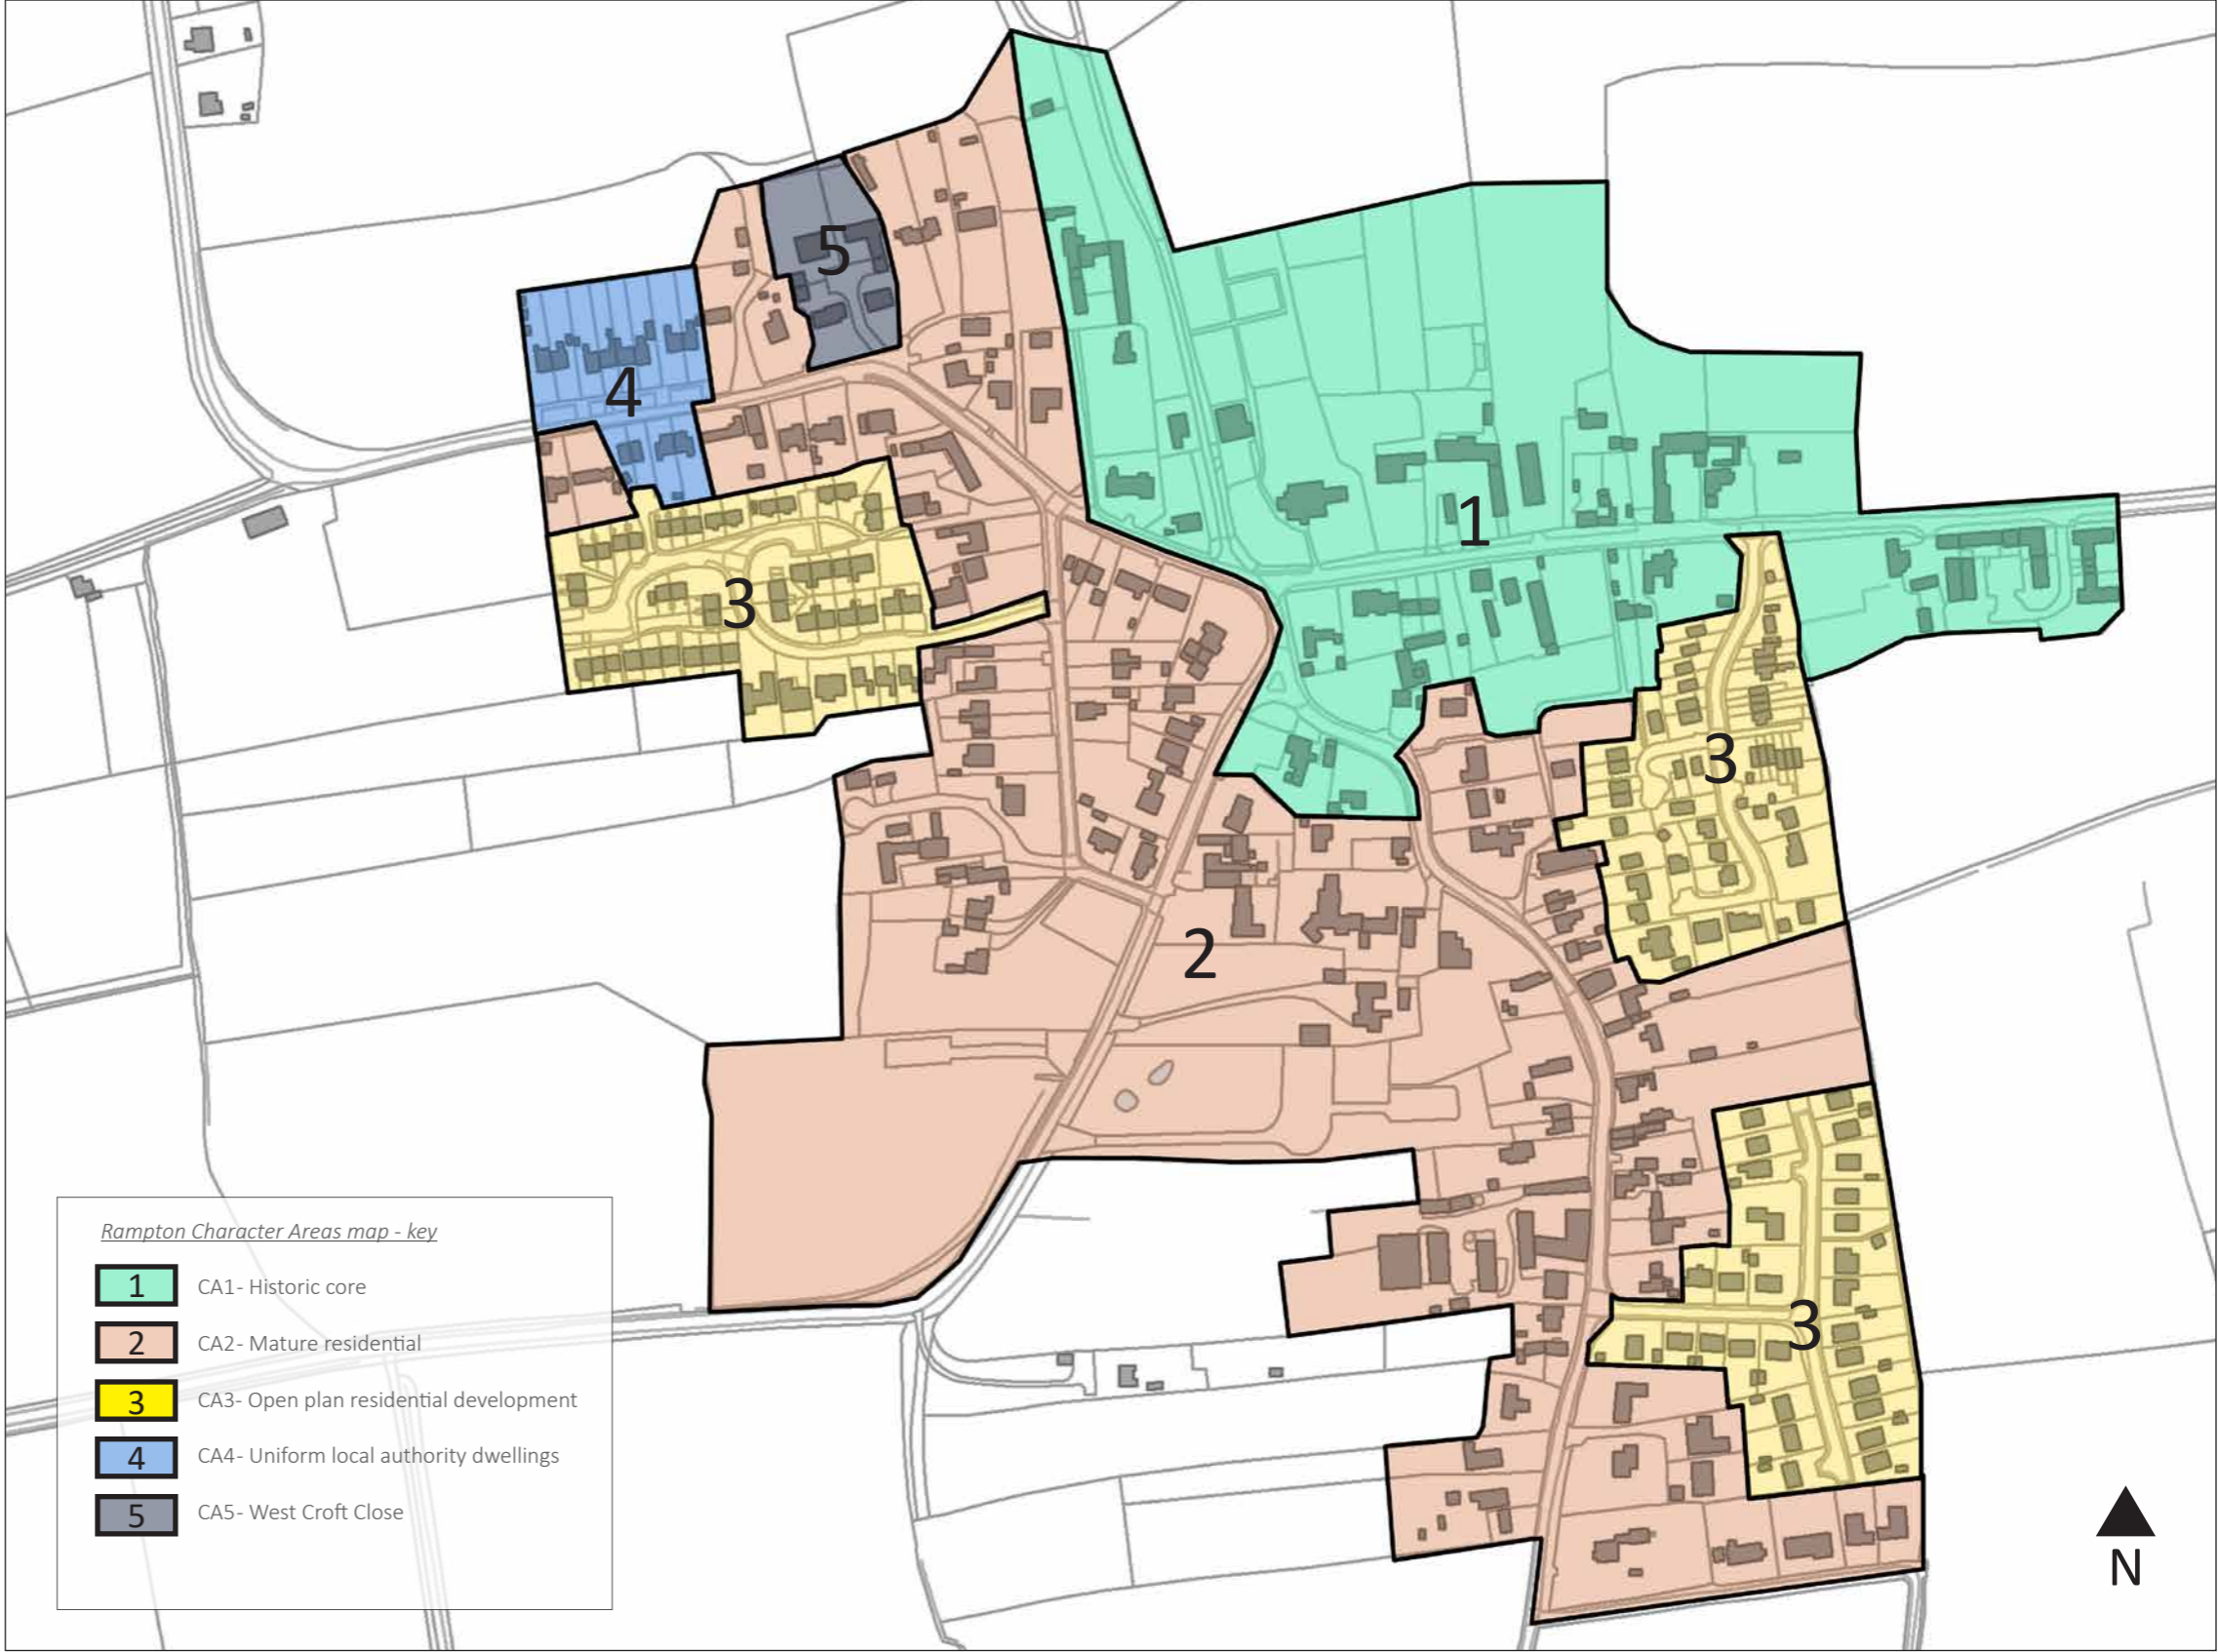 5
4
1
3
3
2
3
Rampton Character Areas map - key
1 CA1- Historic core
2 CA2- Mature residential
3 CA3- Open plan residential development
4 CA4- Uniform local authority dwellings
5 CA5- West Croft Close
N